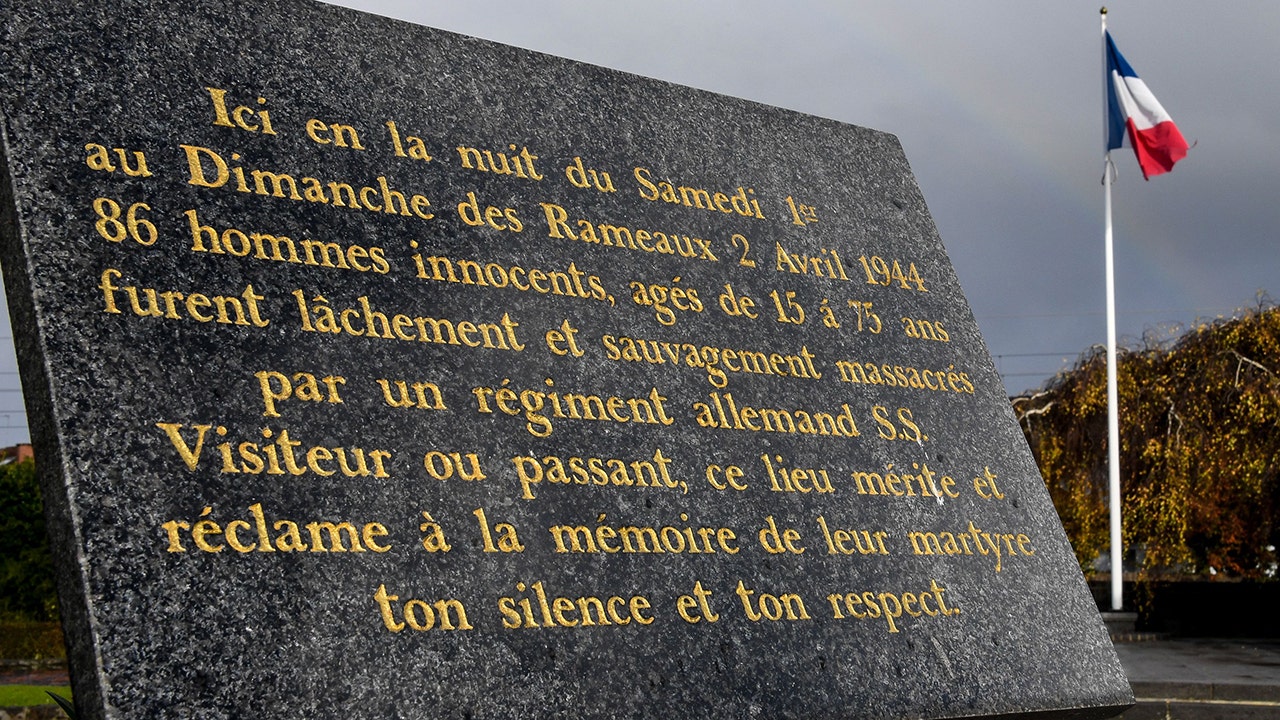 Ici en la nuit du Samedi 1er
au Dimanche des Rameaux 2 Avril 1944
86 hommes innocents, agés de 15 á 75 ans
furent lâchement et sauvagement massacrés
par un régiment allemand S.S.
Visiteur ou passant, ce lieu mérite et
réclame à la mémoire de leur martyre
ton silence et ton respect.